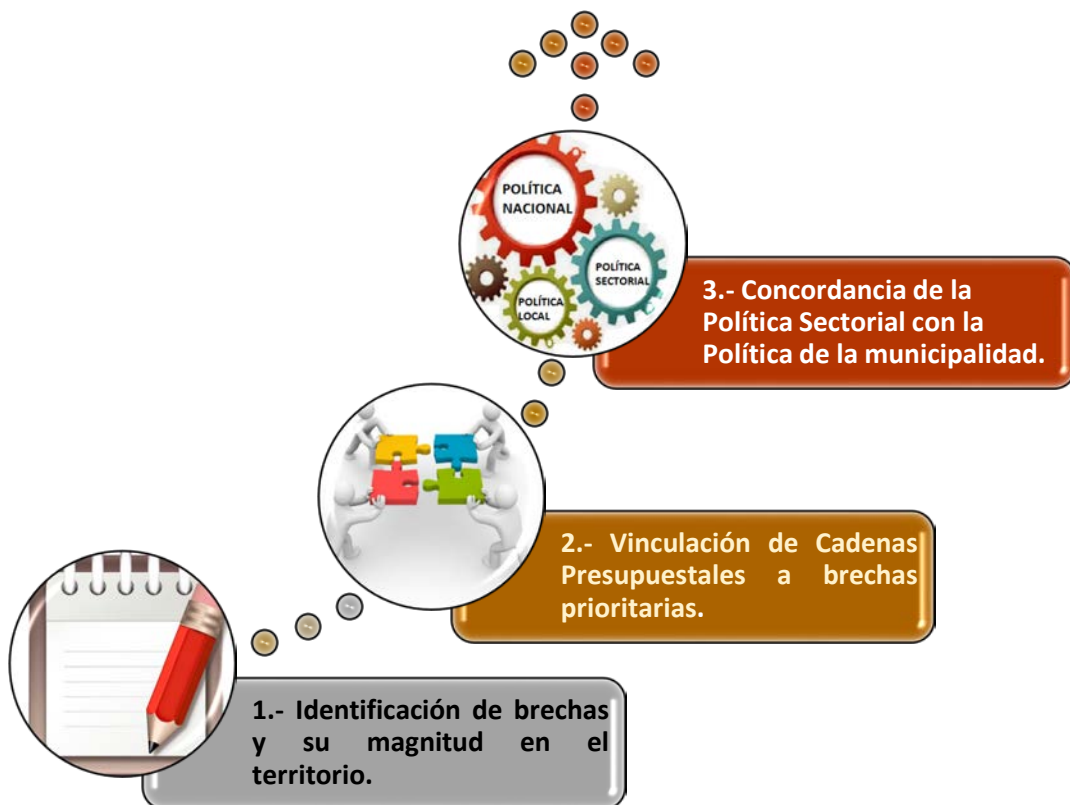 POLÍTICA
NACIONAL
POLÍTICA
SECTORIAL
POLÍTICA
LOCAL
3.- Concordancia de la
Política Sectorial con la
Política de la municipalidad.
2.- Vinculación de Cadenas
Presupuestales a brechas
prioritarias.
1.- Identificación de brechas
y su magnitud en el
territorio.